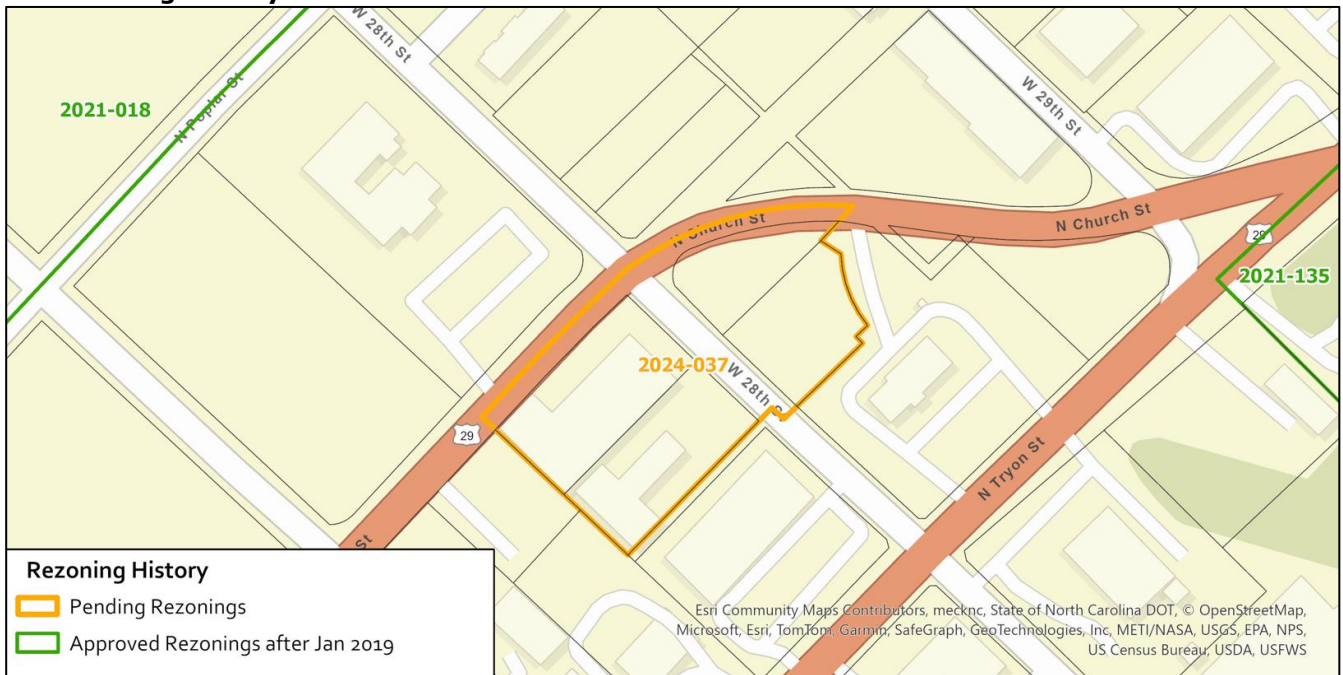 W 28th St
2021-018
N Poplar St
W 29th St
N Church St
N Church St
29
2021-135
2024-037
W 28th St
29
N Tryon St
St
Rezoning History
Pending Rezonings
Approved Rezonings after Jan 2019
Esri Community Maps Contributors, mecknc, State of North Carolina DOT, © OpenStreetMap,
Microsoft, Esri, TomTom, Garmin, SafeGraph, GeoTechnologies, Inc, METI/NASA, USGS, EPA, NPS,
US Census Bureau, USDA, USFWS